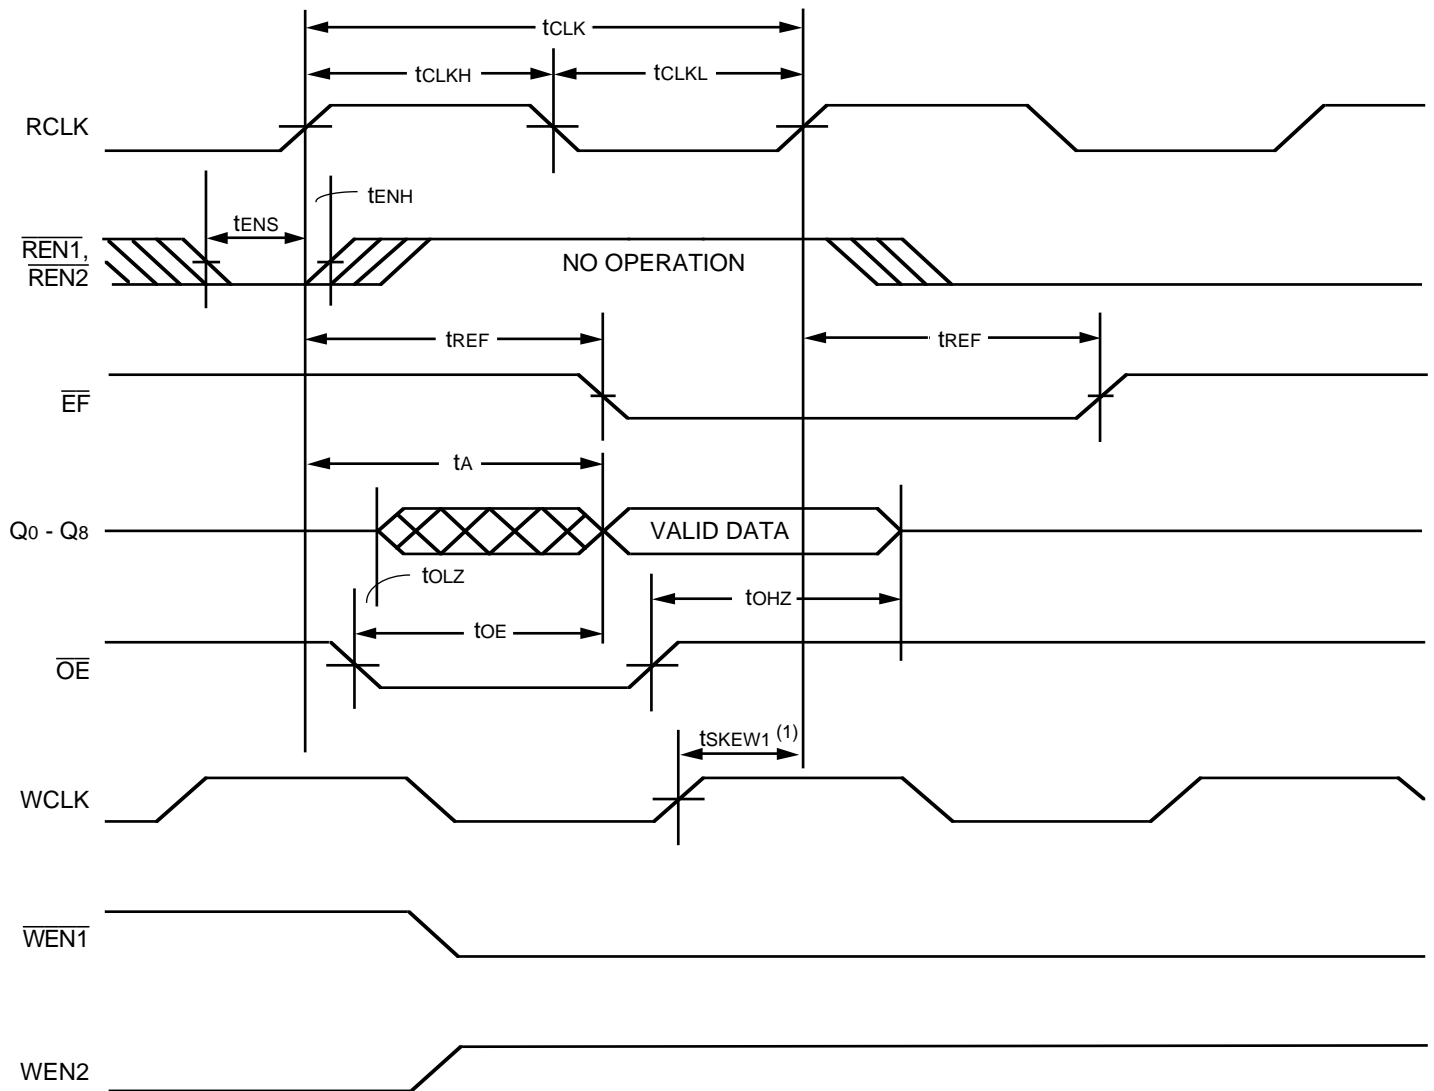 tCLK
tCLKH
tCLKL
RCLK
tENH
tENS
REN1,
REN2
NO OPERATION
tREF
tREF
EF
tA
Q0 - Q8
VALID DATA
tOLZ
tOHZ
tOE
OE
tSKEW1 (1)
WCLK
WEN1
WEN2